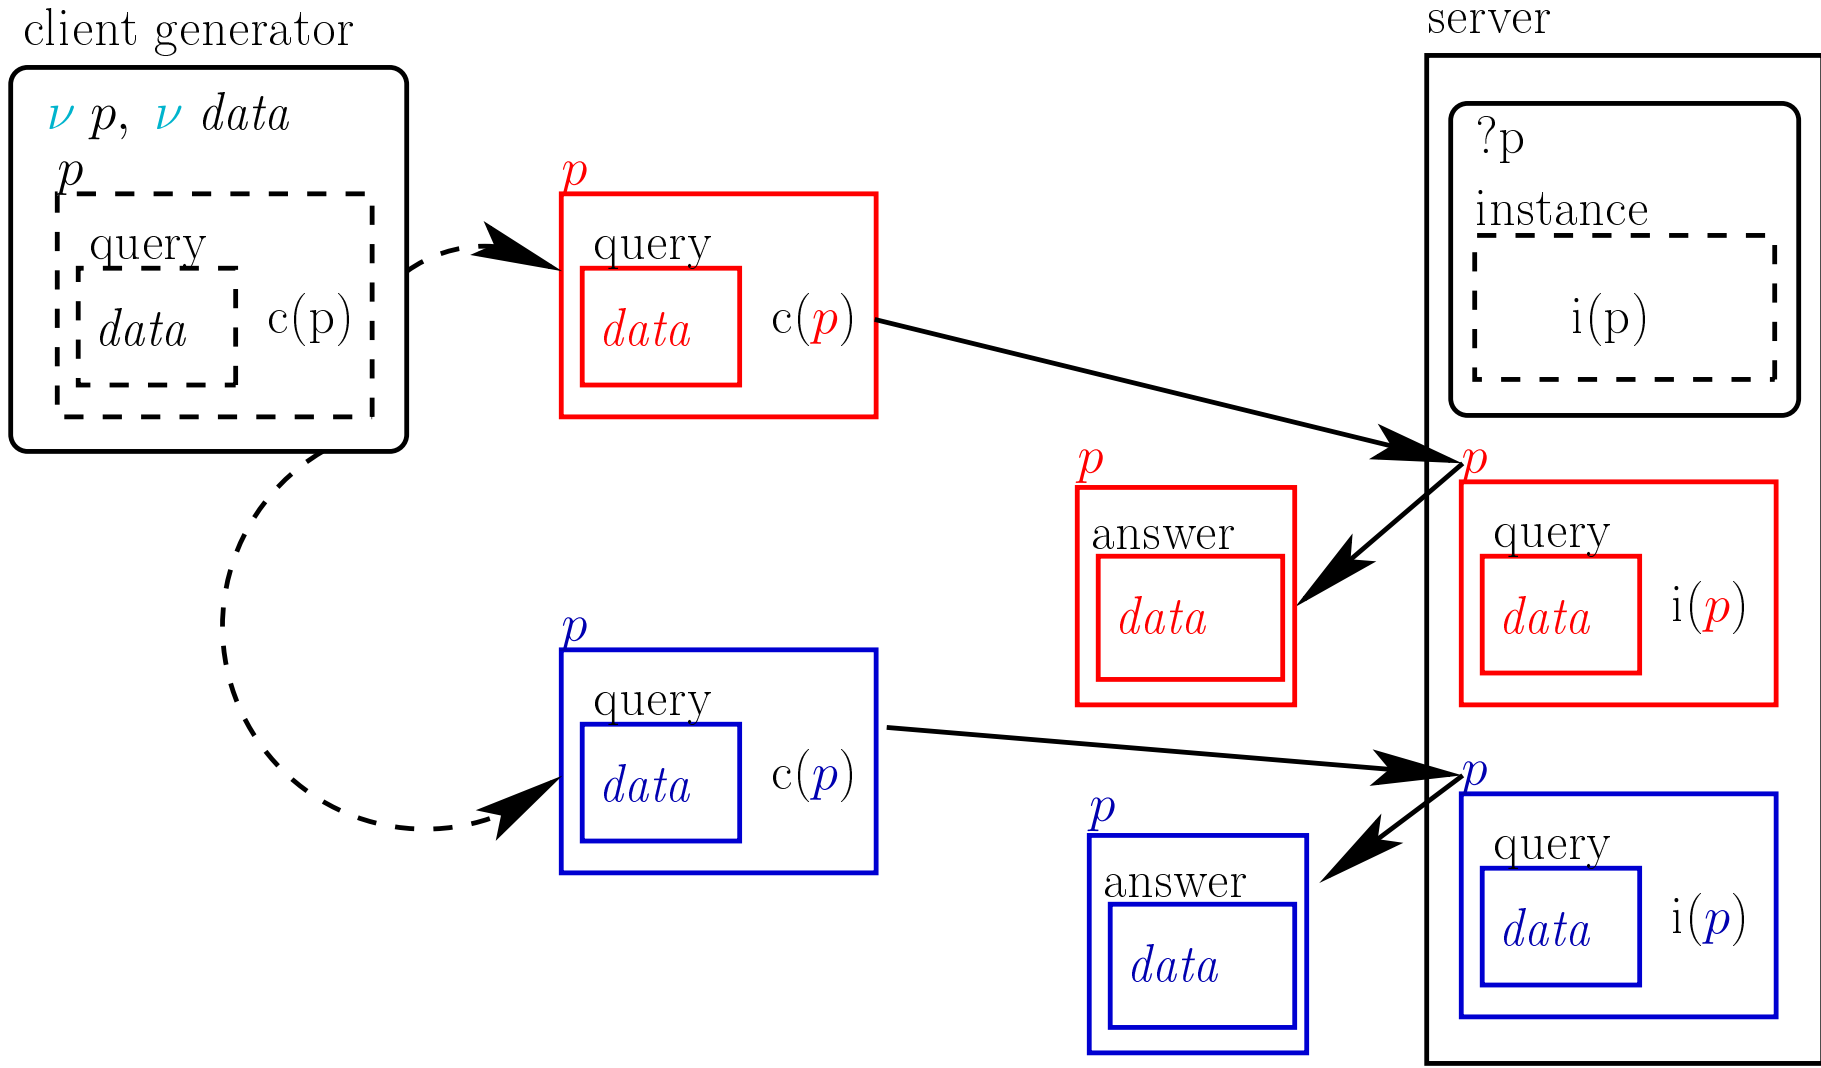 client generator
ν p, ν data
p
query
data c(p)
p
query
data c(p)
p
query
data c(p)
p
answer
data
p
answer
data
server
?p
instance
i(p)
p
query
data i(p)
p
query
data i(p)